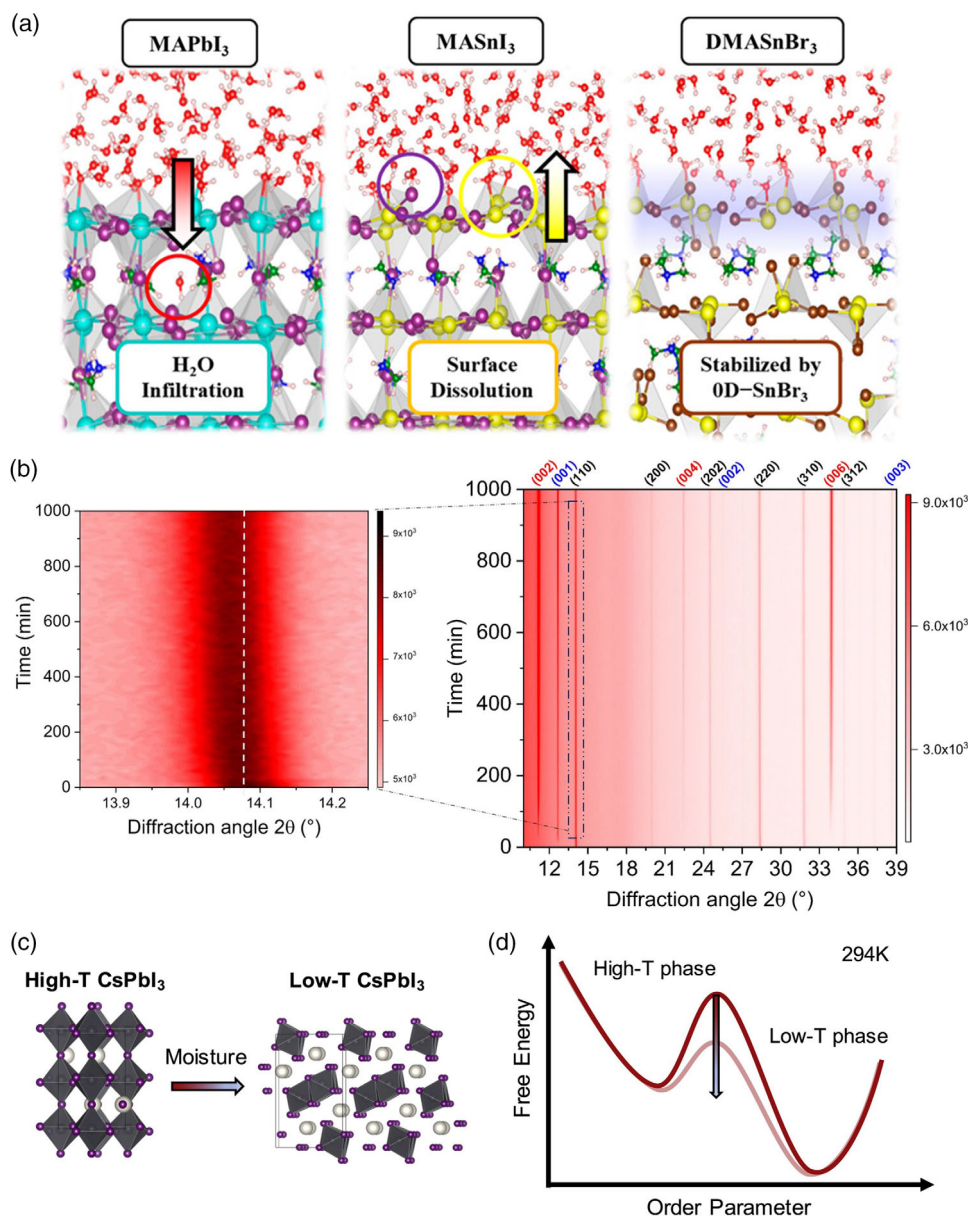 (a)
MAPbI₃
MASnI₃
DMASnBr₃
H₂O
Infiltration
Surface
Dissolution
Stabilized by
0D−SnBr₃
(b)
1000
800
600
400
200
0
Time (min)
13.9
14.0
14.1
14.2
Diffraction angle 2θ (°)
9x10³
8x10³
7x10³
6x10³
5x10³
(002)
(001)
(110)
(200)
(004)
(202)
(002)
(220)
(310)
(006)
(312)
(003)
1000
800
600
400
200
0
Time (min)
12
15
18
21
24
27
30
33
36
39
Diffraction angle 2θ (°)
9.0x10³
6.0x10³
3.0x10³
(c)
High-T CsPbI₃
Moisture
Low-T CsPbI₃
(d)
294K
High-T phase
Low-T phase
Free Energy
Order Parameter